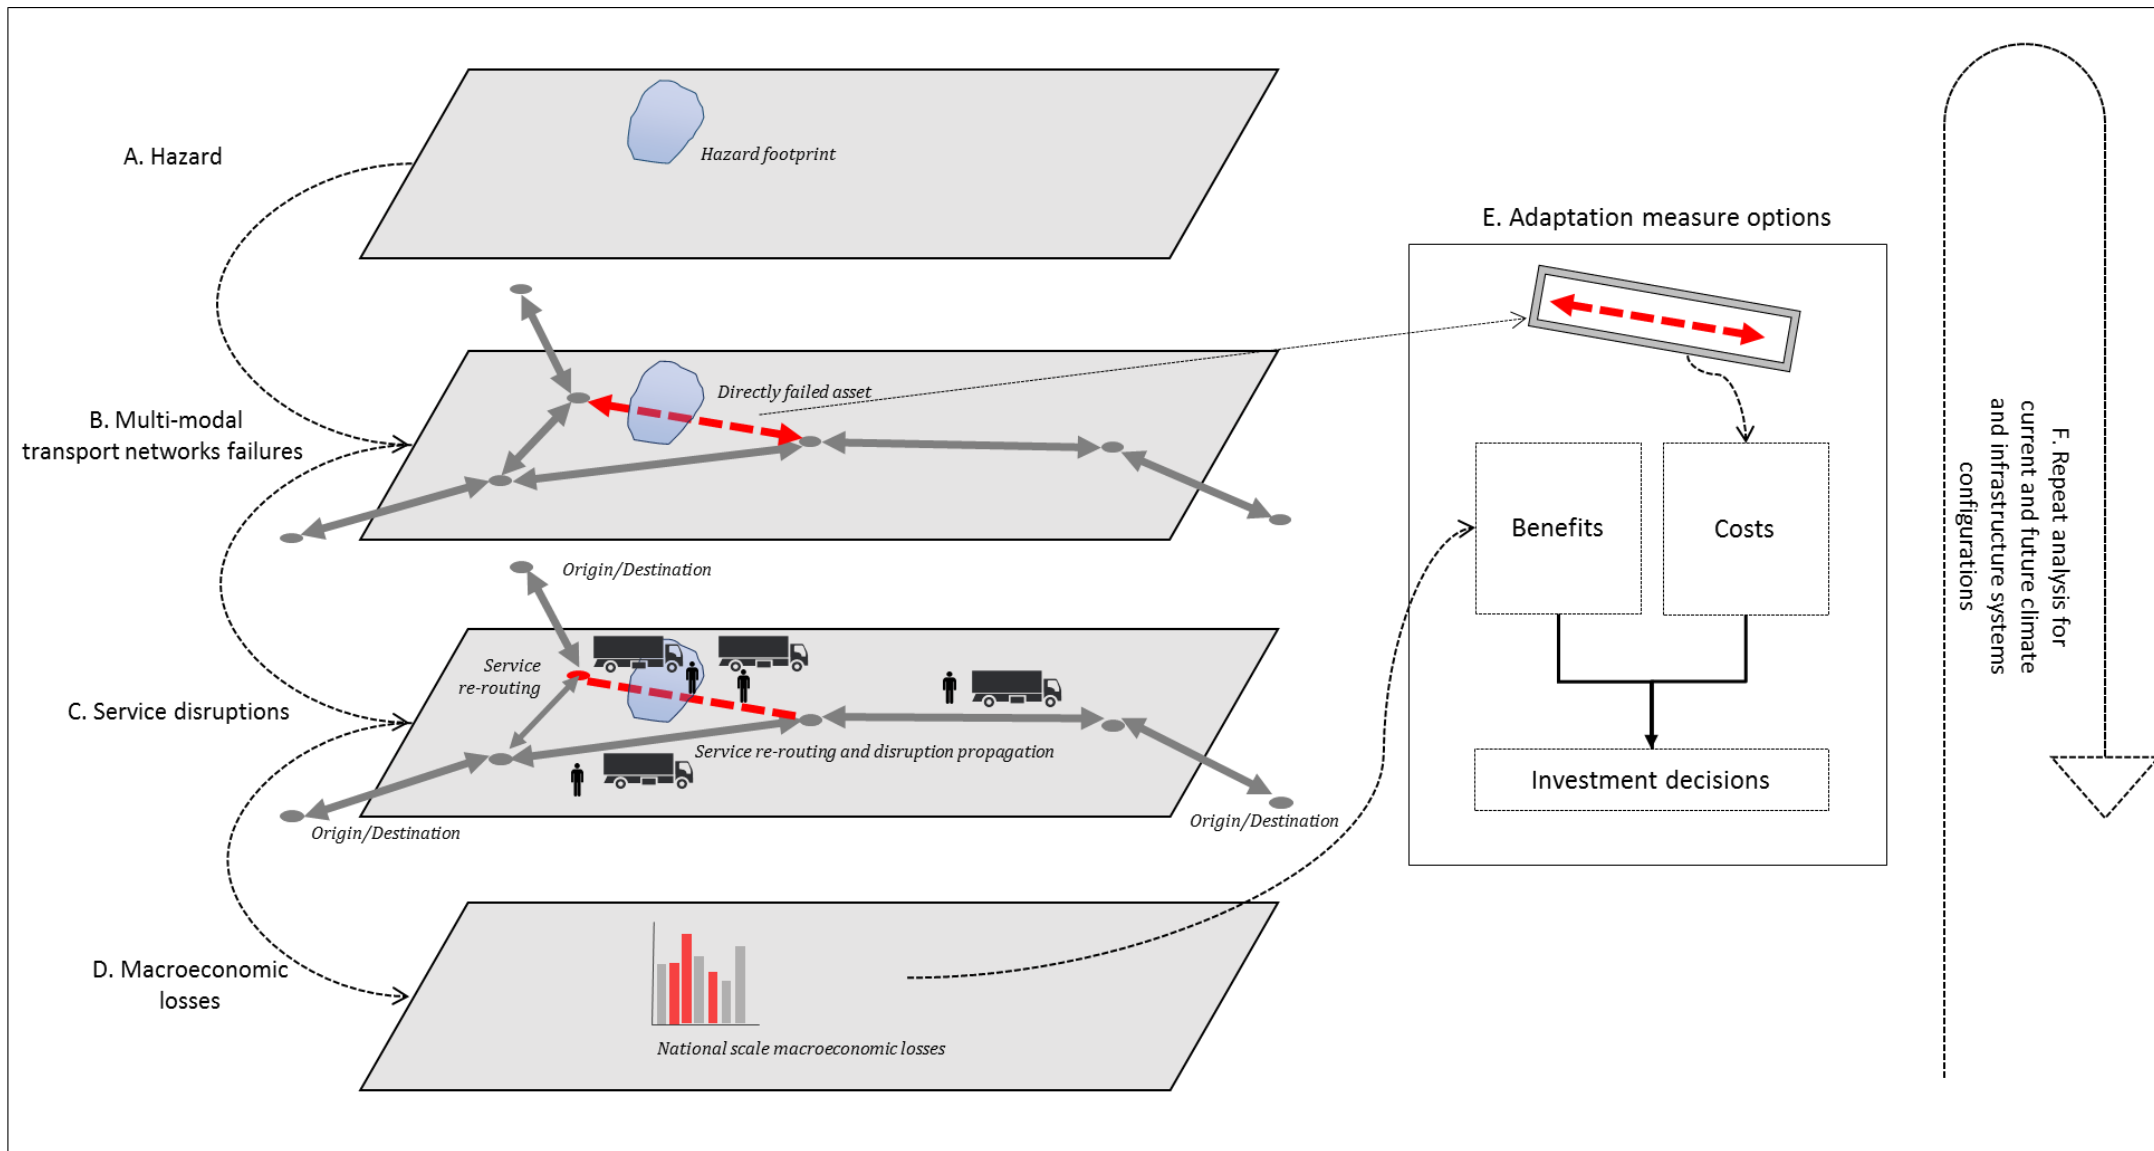 A. Hazard
Hazard footprint
B. Multi-modal
transport networks failures
Directly failed asset
Origin/Destination
C. Service disruptions
Service
re-routing
Service re-routing and disruption propagation
Origin/Destination
Origin/Destination
D. Macroeconomic
losses
National scale macroeconomic losses
E. Adaptation measure options
Benefits
Costs
Investment decisions
F. Repeat analysis for
current and future climate
and infrastructure systems
configurations